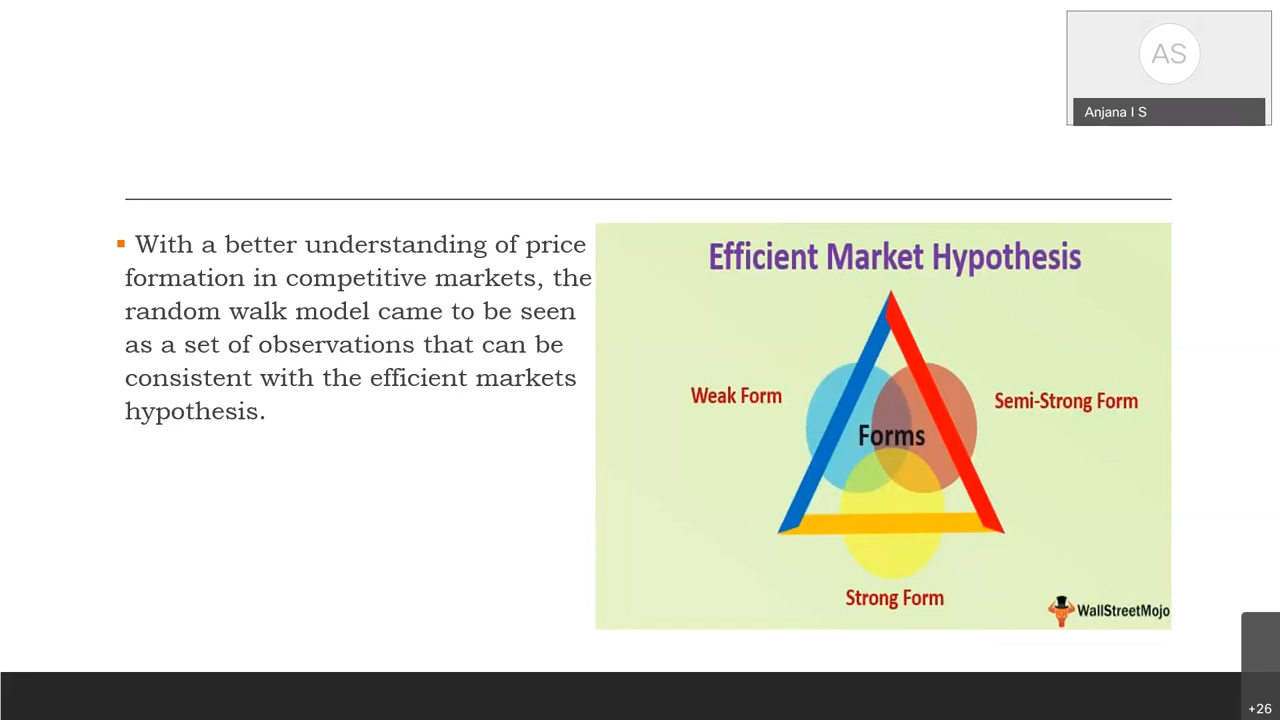 AS
Anjana I S
With a better understanding of price
formation in competitive markets, the
random walk model came to be seen
as a set of observations that can be
consistent with the efficient markets
hypothesis.
Efficient Market Hypothesis
Weak Form
Semi-Strong Form
Forms
Strong Form
WallStreetMojo
+26